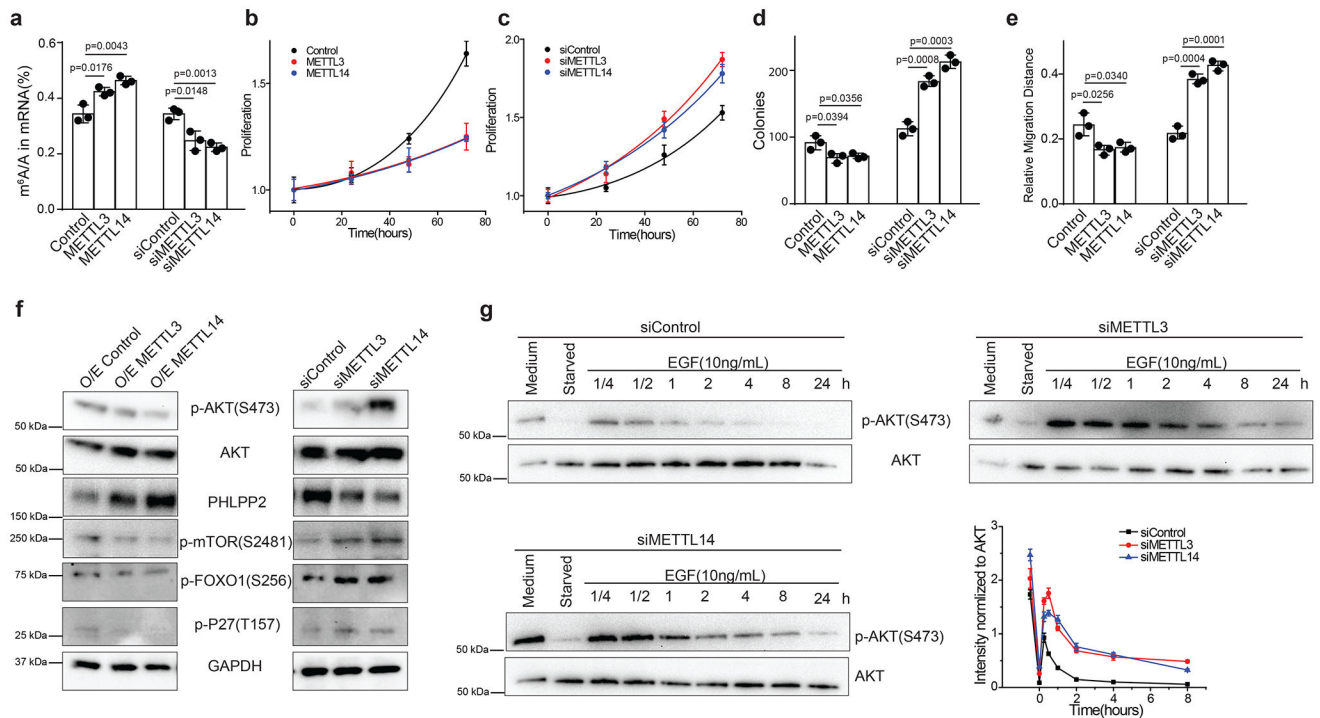 a
m⁶A/A in mRNA(%)
0.6
0.4
0.2
0.0
p=0.0043
p=0.0176
p=0.0013
p=0.0148
Control
METTL3
METTL14
siControl
siMETTL3
siMETTL14
b
Proliferation
1.5
1.0
Control
METTL3
METTL14
0 20 40 60 80
Time(hours)
c
Proliferation
2.0
1.5
1.0
siControl
siMETTL3
siMETTL14
0 20 40 60 80
Time(hours)
d
Colonies
200
100
0
p=0.0003
p=0.0008
p=0.0356
p=0.0394
Control
METTL3
METTL14
siControl
siMETTL3
siMETTL14
e
Relative Migration Distance
0.4
0.2
0.0
p=0.0001
p=0.0004
p=0.0340
p=0.0256
Control
METTL3
METTL14
siControl
siMETTL3
siMETTL14
f
O/E Control
O/E METTL3
O/E METTL14
siControl
siMETTL3
siMETTL14
p-AKT(S473)
50 kDa
AKT
50 kDa
PHLPP2
150 kDa
250 kDa
p-mTOR(S2481)
75 kDa
p-FOXO1(S256)
p-P27(T157)
25 kDa
37 kDa
GAPDH
g
siControl
Medium
Starved
EGF(10ng/mL)
1/4 1/2 1 2 4 8 24 h
p-AKT(S473)
50 kDa
AKT
50 kDa
siMETTL3
Medium
Starved
EGF(10ng/mL)
1/4 1/2 1 2 4 8 24 h
siMETTL14
Medium
Starved
EGF(10ng/mL)
1/4 1/2 1 2 4 8 24 h
p-AKT(S473)
50 kDa
AKT
50 kDa
Intensity normlized to AKT
3
2
1
0
siControl
siMETTL3
siMETTL14
0 2 4 6 8
Time(hours)